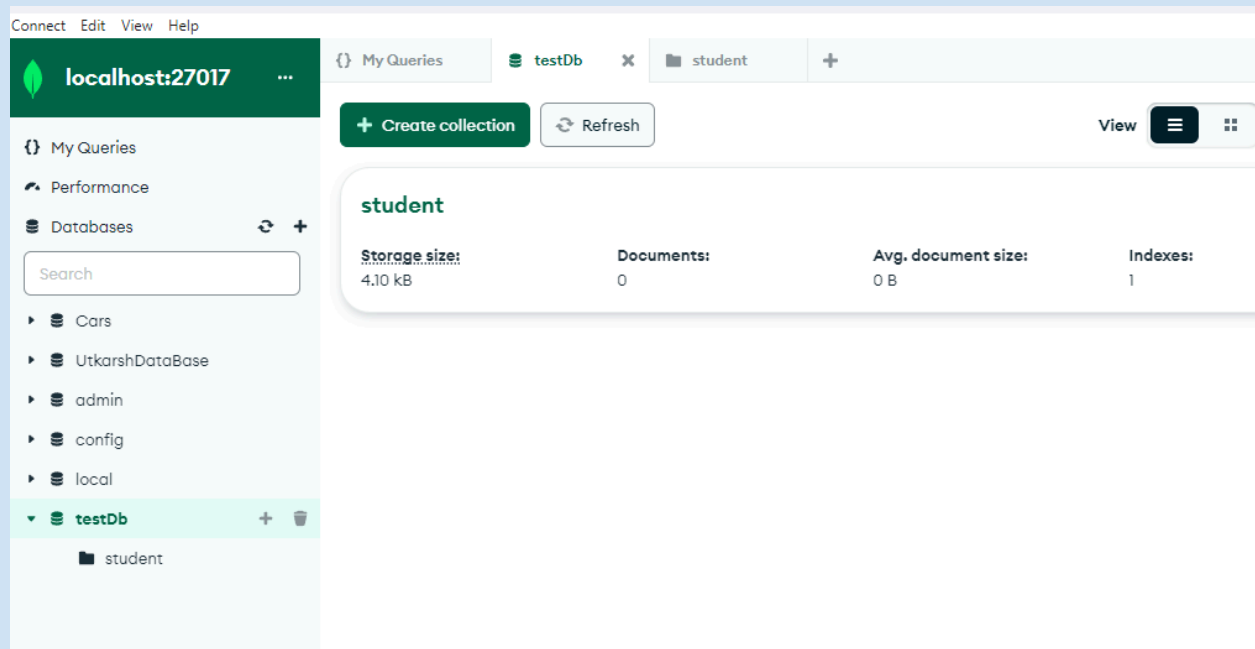 Connect Edit View Help
localhost:27017 ...
{} My Queries
testDb
student
Create collection
Refresh
View
{} My Queries
Performance
Databases
Search
Cars
UtkarshDataBase
admin
config
local
testDb
student
student
Storage size: Documents: Avg. document size: Indexes:
4.10 kB 0 0 B 1